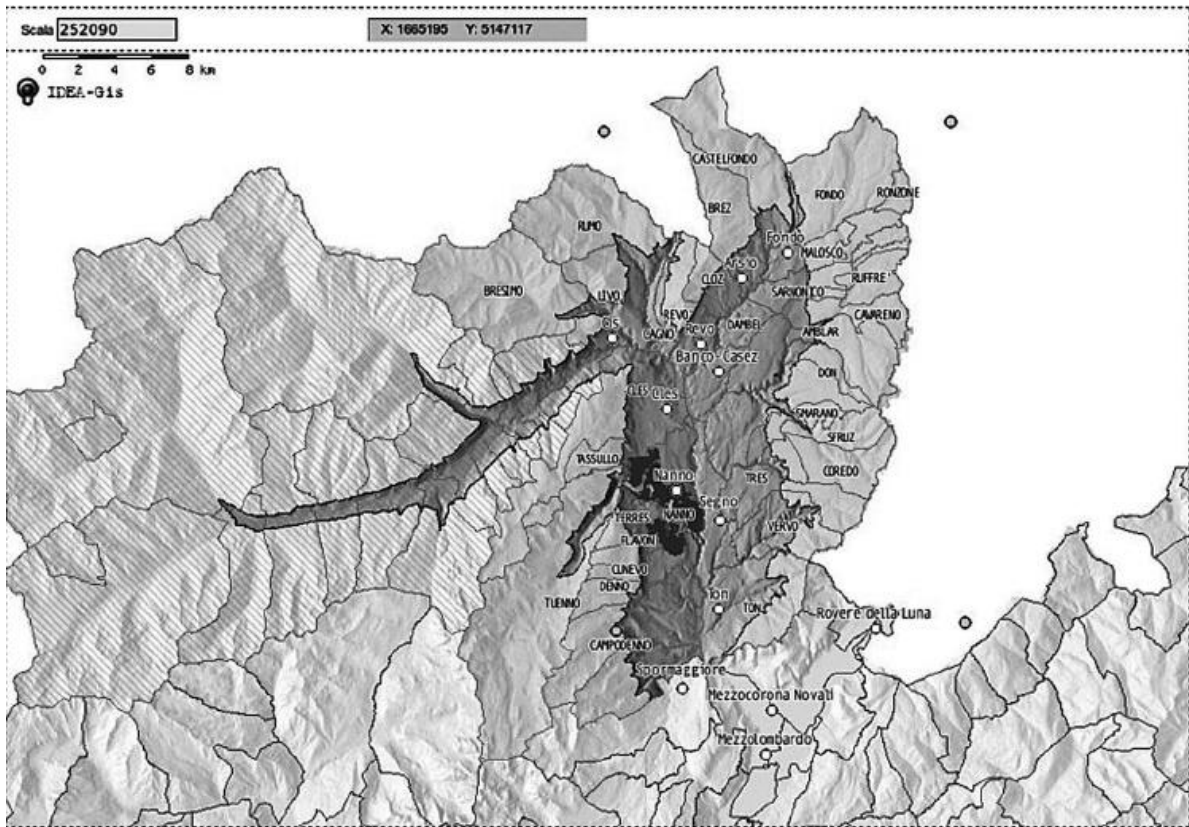 Scala 252090 X: 1665195 Y: 5147117
0 2 4 6 8 km
IDEA-Gis
CASTELFONDO
FONDO
RONZONE
BREZ
RUMO
Fondo
MALOSCO
Arsio
RUFFRE'
CLOZ
SARNONICO
BRESIMO
LIVO
CAVARENO
REVO
Cis
CAGNO
Revo
DAMBEL
AMBLAR
Banco-Casez
DON
CLES
Cles
SMARANO
SFRUZ
TASSULLO
COREDO
Nanno
TRES
Segno
NANNO
TERRES
VERVO
FLAVON
CUNEVO
DENNO
Ton
TUENNO
TON
Rovere della Luna
CAMPODENNO
Spormaggiore
Mezzocorona Novali
Mezzolombardo